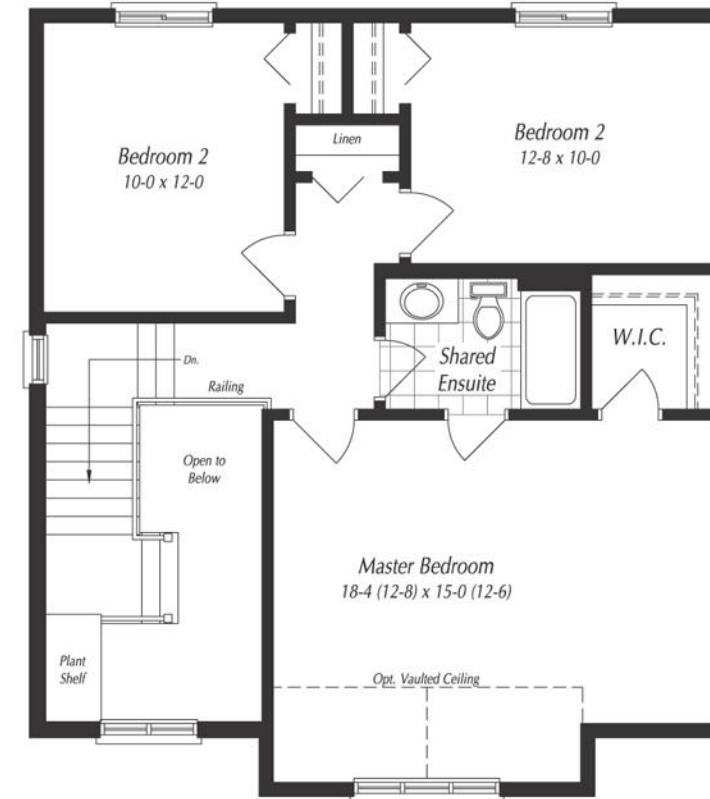 Bedroom 2
10-0 x 12-0
Linen
Bedroom 2
12-8 x 10-0
W.I.C.
Shared
Ensuite
Dn.
Railing
Open to
Below
Master Bedroom
18-4 (12-8) x 15-0 (12-6)
Plant
Shelf
Opt. Vaulted Ceiling